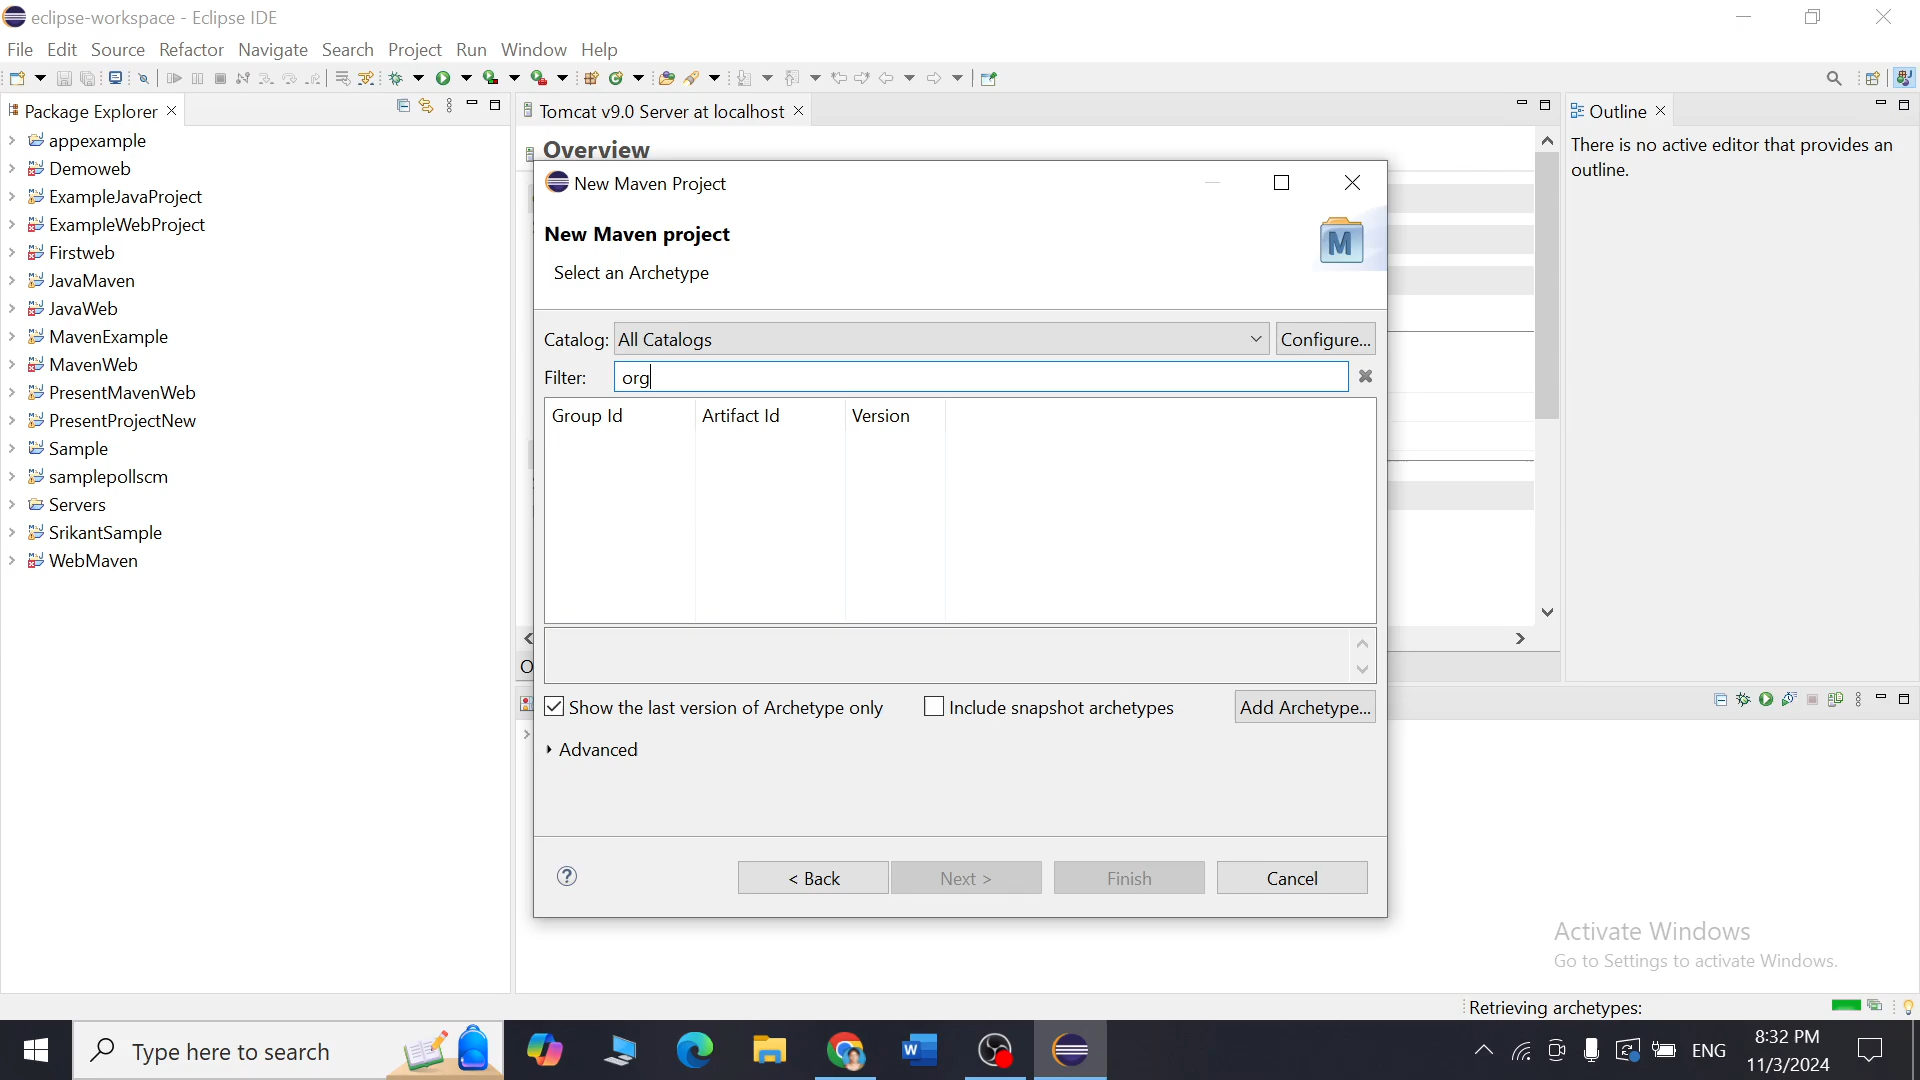 eclipse-workspace - Eclipse IDE
File Edit Source Refactor Navigate Search Project Run Window Help
Package Explorer
Tomcat v9.0 Server at localhost
Outline
appexample
Demoweb
ExampleJavaProject
ExampleWebProject
Firstweb
JavaMaven
JavaWeb
MavenExample
MavenWeb
PresentMavenWeb
PresentProjectNew
Sample
samplepollscm
Servers
SrikantSample
WebMaven
Overview
There is no active editor that provides an
outline.
New Maven Project
New Maven project
Select an Archetype
M
Catalog: All Catalogs Configure...
Filter: org
Group Id Artifact Id Version
O
Show the last version of Archetype only Include snapshot archetypes Add Archetype...
Advanced
? < Back Next > Finish Cancel
Activate Windows
Go to Settings to activate Windows.
Retrieving archetypes:
Type here to search
W
ENG
8:32 PM
11/3/2024